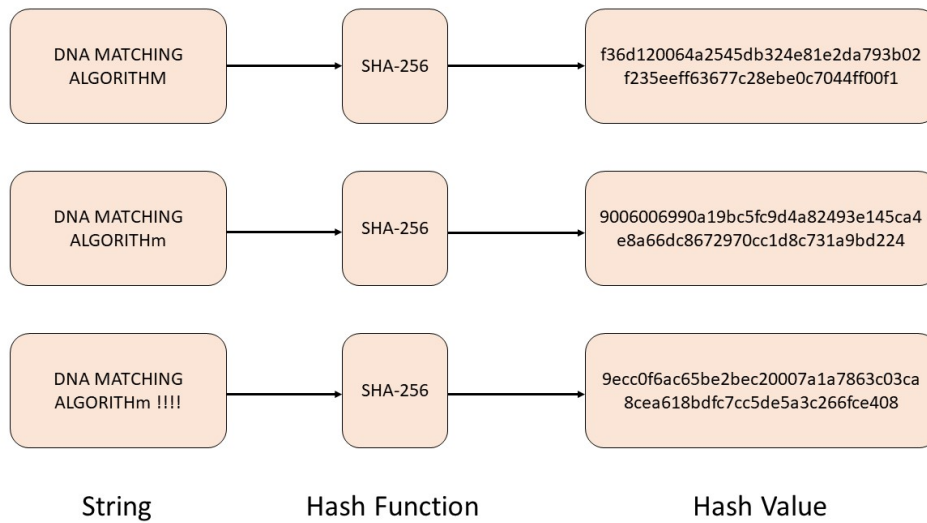 DNA MATCHING
ALGORITHM
SHA-256
f36d120064a2545db324e81e2da793b02
f235eeff63677c28ebe0c7044ff00f1
DNA MATCHING
ALGORITHm
SHA-256
9006006990a19bc5fc9d4a82493e145ca4
e8a66dc8672970cc1d8c731a9bd224
DNA MATCHING
ALGORITHm !!!!
SHA-256
9ecc0f6ac65be2bec20007a1a7863c03ca
8cea618bdfc7cc5de5a3c266fce408
String
Hash Function
Hash Value